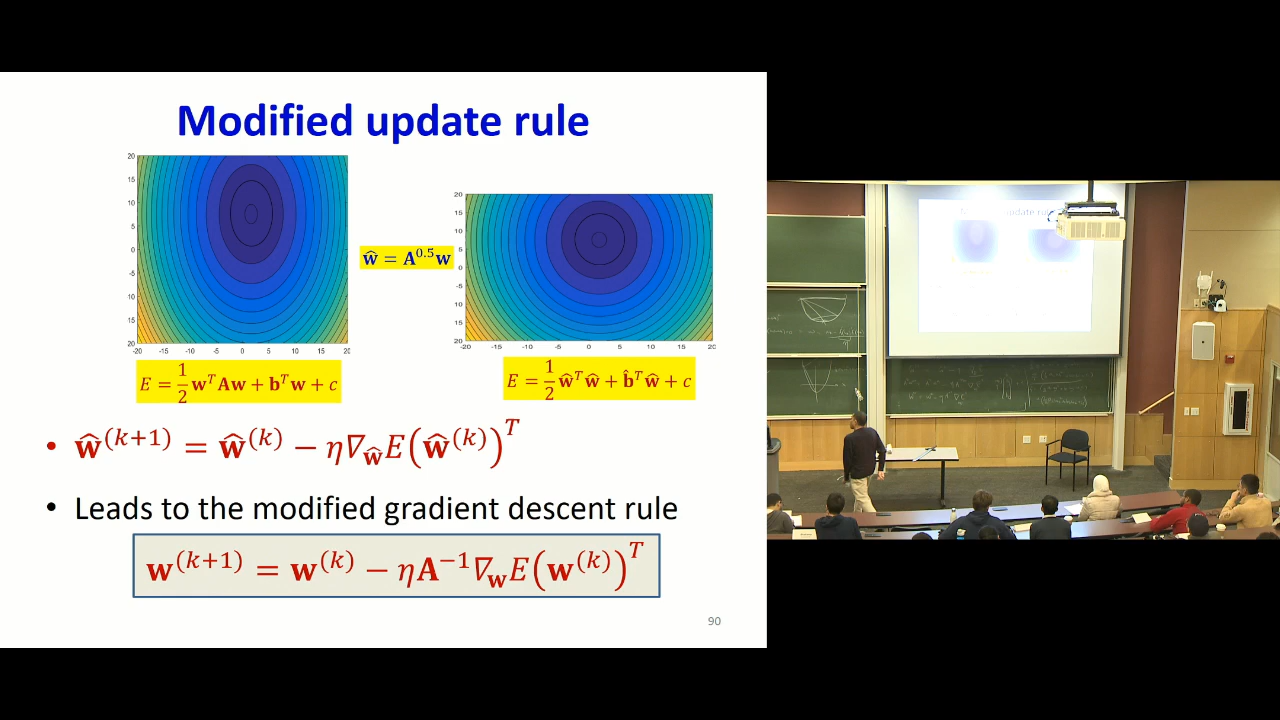 Modified update rule
20
15
10
5
0
-5
10
15
20
-20 -15 -10 -5 0 5 10 15 20
E = 1/2 w^T A w + b^T w + c
ŵ = A^0.5 w
20
15
10
5
0
-5
10
15
20
-20 -15 -10 -5 0 5 10 15 20
E = 1/2 ŵ^T ŵ + b̂^T ŵ + c
• ŵ^(k+1) = ŵ^(k) − η∇_ŵ E(ŵ^(k))^T
• Leads to the modified gradient descent rule
w^(k+1) = w^(k) − ηA^−1 ∇_w E(w^(k))^T
90